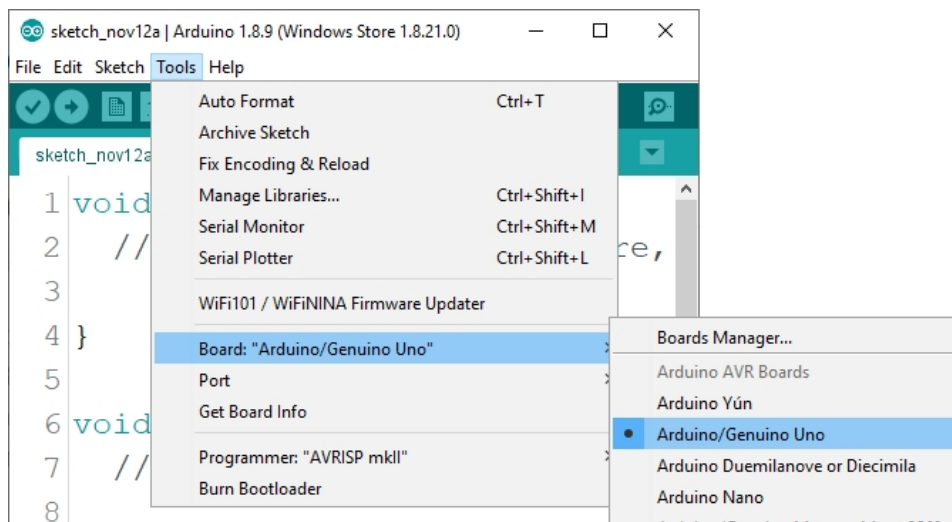 sketch_nov12a | Arduino 1.8.9 (Windows Store 1.8.21.0)
File Edit Sketch Tools Help
Auto Format Ctrl+T
Archive Sketch
Fix Encoding & Reload
Manage Libraries... Ctrl+Shift+I
Serial Monitor Ctrl+Shift+M
Serial Plotter Ctrl+Shift+L
WiFi101 / WiFiNINA Firmware Updater
Board: "Arduino/Genuino Uno"
Port
Get Board Info
Programmer: "AVRISP mkII"
Burn Bootloader
Boards Manager...
Arduino AVR Boards
Arduino Yún
Arduino/Genuino Uno
Arduino Duemilanove or Diecimila
Arduino Nano
sketch_nov12a
1 void
2 // re,
3
4 }
5
6 void
7 //
8